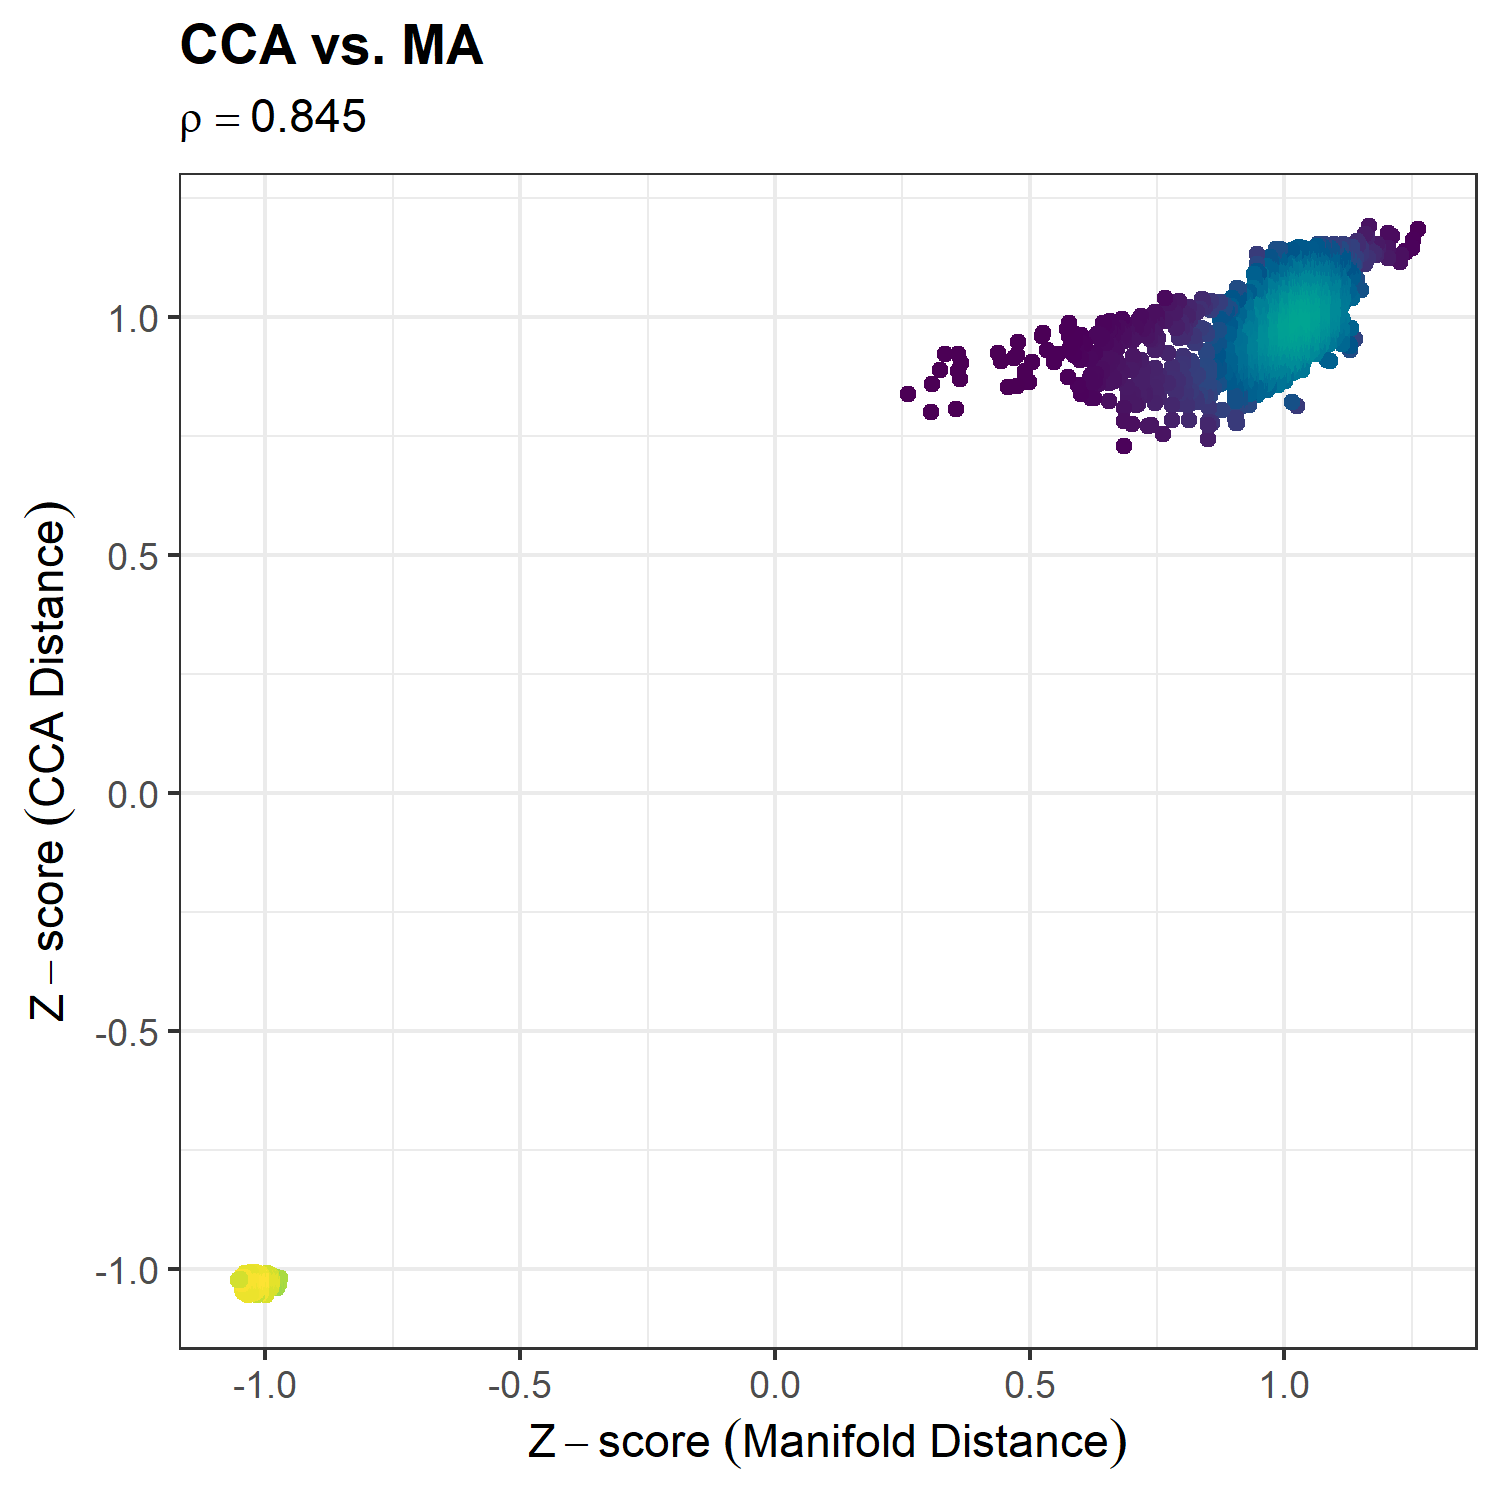 CCA vs. MA
ρ = 0.845
Z – score (CCA Distance)
1.0
0.5
0.0
-0.5
-1.0
-1.0 -0.5 0.0 0.5 1.0
Z – score (Manifold Distance)